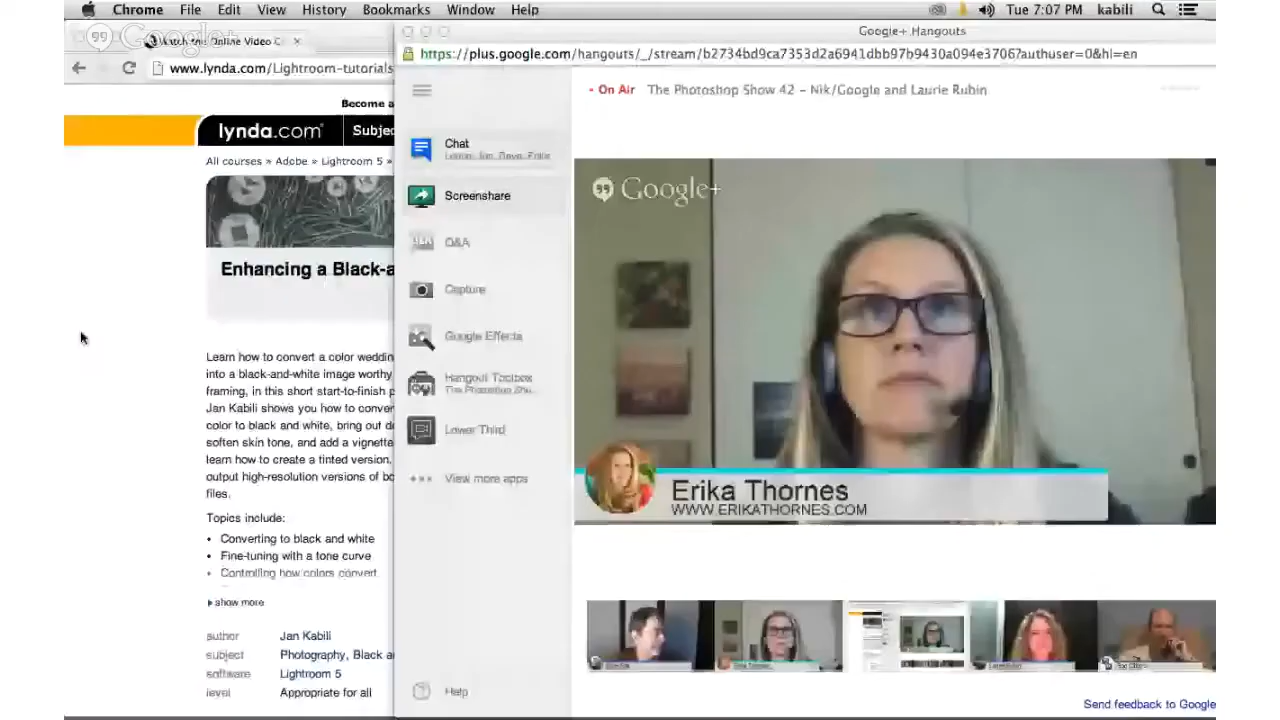 Chrome File Edit View History Bookmarks Window Help Tue 7:07 PM kabili
Google+
Online Video C
www.lynda.com/Lightroom-tutorials
Become a
lynda.com Subjec
All courses » Adobe » Lightroom 5 »
Enhancing a Black-a
Learn how to convert a color weddin
into a black-and-white image worthy
framing, in this short start-to-finish p
Jan Kabili shows you how to conver
color to black and white, bring out de
soften skin tone, and add a vignette
learn how to create a tinted version.
output high-resolution versions of bo
files.
Topics include:
• Converting to black and white
• Fine-tuning with a tone curve
• Controlling how colors convert
show more
author Jan Kabili
subject Photography, Black a
software Lightroom 5
level Appropriate for all
Google+ Hangouts
https://plus.google.com/hangouts/_/stream/b2734bd9ca7353d2a6941dbb97b9430a094e3706?authuser=0&hl=en
On Air The Photoshop Show 42 – Nik/Google and Laurie Rubin
Chat
Screenshare
Q&A
Capture
Google Effects
Hangout Toolbox
The Photoshop Sho...
Lower Third
View more apps
Help
Google+
Erika Thornes
WWW.ERIKATHORNES.COM
Send feedback to Google